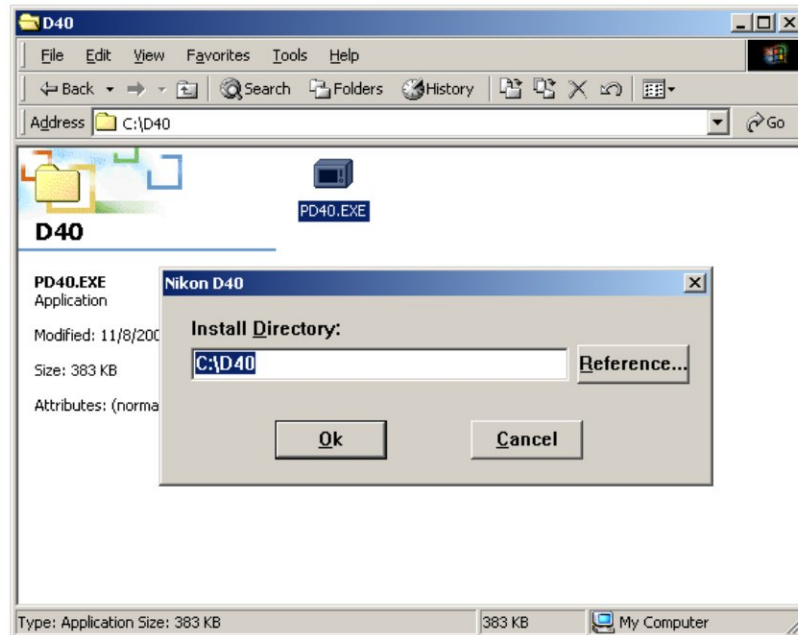 D40
File Edit View Favorites Tools Help
Back Search Folders History
Address C:\D40 Go
PD40.EXE
D40
PD40.EXE
Application
Modified: 11/8/200
Size: 383 KB
Attributes: (norma
Nikon D40
Install Directory:
C:\D40 Reference...
Ok Cancel
Type: Application Size: 383 KB 383 KB My Computer